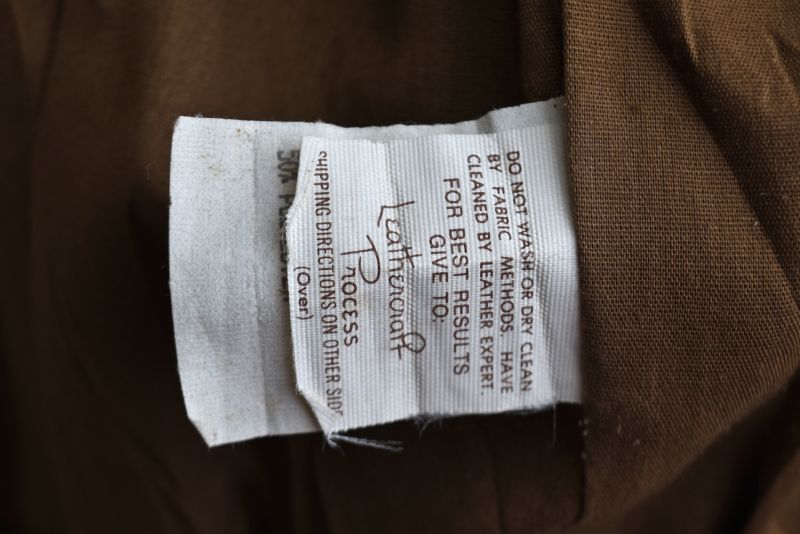 DO NOT WASH OR DRY CLEAN
BY FABRIC METHODS. HAVE
CLEANED BY LEATHER EXPERT.
FOR BEST RESULTS
GIVE TO:
Leathercraft
Process
SHIPPING DIRECTIONS ON OTHER SIDE
(Over)
50%